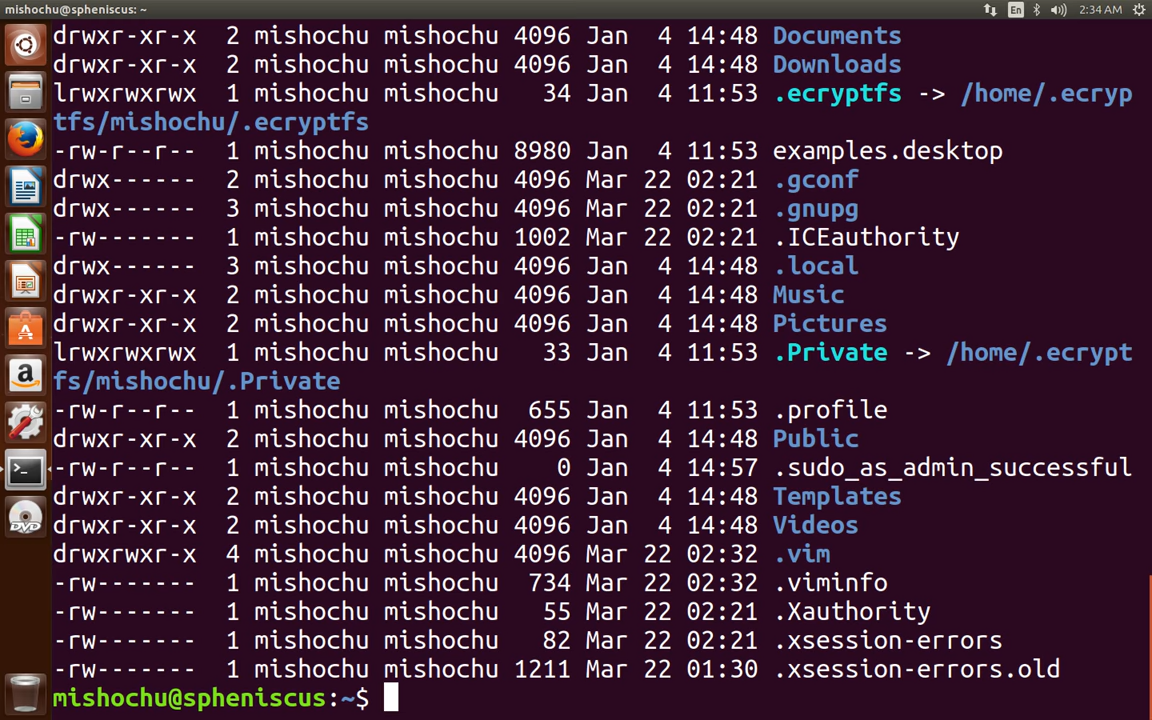 mishochu@spheniscus: ~ En 2:34 AM
drwxr-xr-x 2 mishochu mishochu 4096 Jan 4 14:48 Documents
drwxr-xr-x 2 mishochu mishochu 4096 Jan 4 14:48 Downloads
lrwxrwxrwx 1 mishochu mishochu 34 Jan 4 11:53 .ecryptfs -> /home/.ecryp
tfs/mishochu/.ecryptfs
-rw-r--r-- 1 mishochu mishochu 8980 Jan 4 11:53 examples.desktop
drwx------ 2 mishochu mishochu 4096 Mar 22 02:21 .gconf
drwx------ 3 mishochu mishochu 4096 Mar 22 02:21 .gnupg
-rw------- 1 mishochu mishochu 1002 Mar 22 02:21 .ICEauthority
drwx------ 3 mishochu mishochu 4096 Jan 4 14:48 .local
drwxr-xr-x 2 mishochu mishochu 4096 Jan 4 14:48 Music
drwxr-xr-x 2 mishochu mishochu 4096 Jan 4 14:48 Pictures
lrwxrwxrwx 1 mishochu mishochu 33 Jan 4 11:53 .Private -> /home/.ecrypt
fs/mishochu/.Private
-rw-r--r-- 1 mishochu mishochu 655 Jan 4 11:53 .profile
drwxr-xr-x 2 mishochu mishochu 4096 Jan 4 14:48 Public
-rw-r--r-- 1 mishochu mishochu 0 Jan 4 14:57 .sudo_as_admin_successful
drwxr-xr-x 2 mishochu mishochu 4096 Jan 4 14:48 Templates
drwxr-xr-x 2 mishochu mishochu 4096 Jan 4 14:48 Videos
drwxrwxr-x 4 mishochu mishochu 4096 Mar 22 02:32 .vim
-rw------- 1 mishochu mishochu 734 Mar 22 02:32 .viminfo
-rw------- 1 mishochu mishochu 55 Mar 22 02:21 .Xauthority
-rw------- 1 mishochu mishochu 82 Mar 22 02:21 .xsession-errors
-rw------- 1 mishochu mishochu 1211 Mar 22 01:30 .xsession-errors.old
mishochu@spheniscus:~$
a
>_
DVD